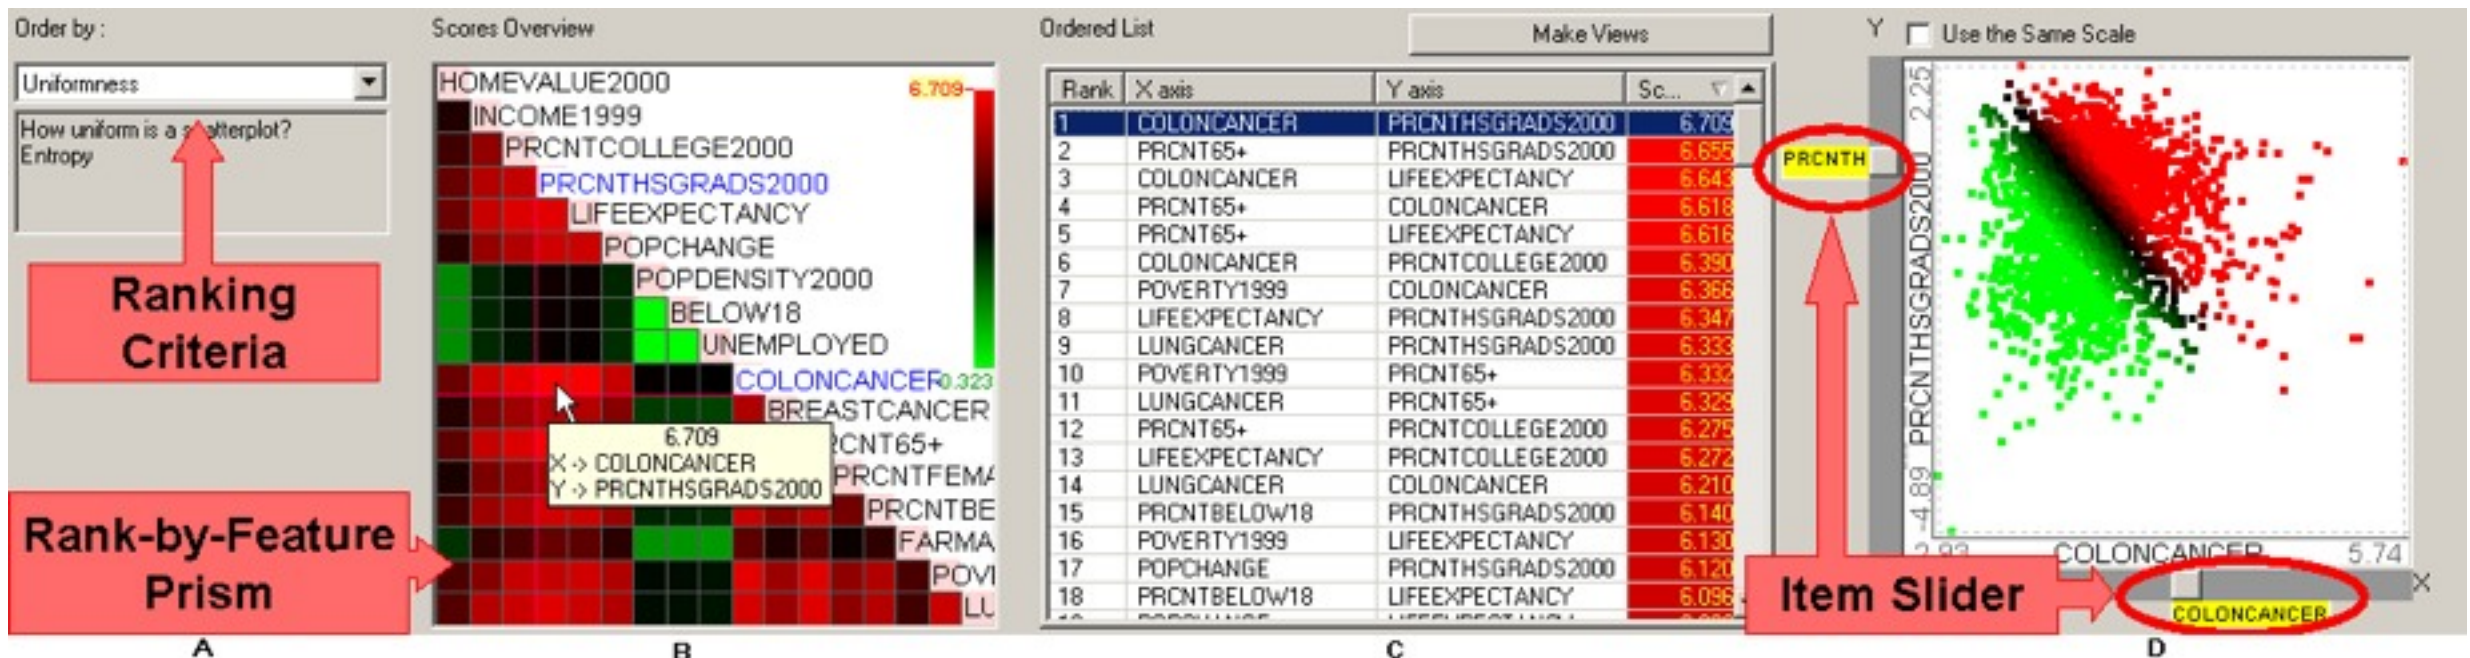 Order by :
Uniformness
How uniform is a scatterplot?
Entropy
Ranking
Criteria
Rank-by-Feature
Prism
A
Scores Overview
HOMEVALUE2000
6.709
INCOME1999
PRCNTCOLLEGE2000
PRCNTHSGRADS2000
LIFEEXPECTANCY
POPCHANGE
POPDENSITY2000
BELOW18
UNEMPLOYED
COLONCANCER 0.323
BREASTCANCER
RCNT65+
PRCNTFEMA
PRCNTBE
FARMA
POVE
LU
6.709
X -> COLONCANCER
Y -> PRCNTHSGRADS2000
B
Ordered List
Make Views
Rank X axis Y axis Sc...
1 COLONCANCER PRCNTHSGRADS2000 6.709
2 PRCNT65+ PRCNTHSGRADS2000 6.655
3 COLONCANCER LIFEEXPECTANCY 6.643
4 PRCNT65+ COLONCANCER 6.618
5 PRCNT65+ LIFEEXPECTANCY 6.616
6 COLONCANCER PRCNTCOLLEGE2000 6.390
7 POVERTY1999 COLONCANCER 6.366
8 LIFEEXPECTANCY PRCNTHSGRADS2000 6.347
9 LUNGCANCER PRCNTHSGRADS2000 6.333
10 POVERTY1999 PRCNT65+ 6.332
11 LUNGCANCER PRCNT65+ 6.329
12 PRCNT65+ PRCNTCOLLEGE2000 6.275
13 LIFEEXPECTANCY PRCNTCOLLEGE2000 6.272
14 LUNGCANCER COLONCANCER 6.210
15 PRCNTBELOW18 PRCNTHSGRADS2000 6.140
16 POVERTY1999 LIFEEXPECTANCY 6.130
17 POPCHANGE PRCNTHSGRADS2000 6.120
18 PRCNTBELOW18 LIFEEXPECTANCY 6.096
C
Y
Use the Same Scale
PRCNTH
2.25
PRCNTHSGRADS2000
-4.89
COLONCANCER 5.74
X
Item Slider
COLONCANCER
D